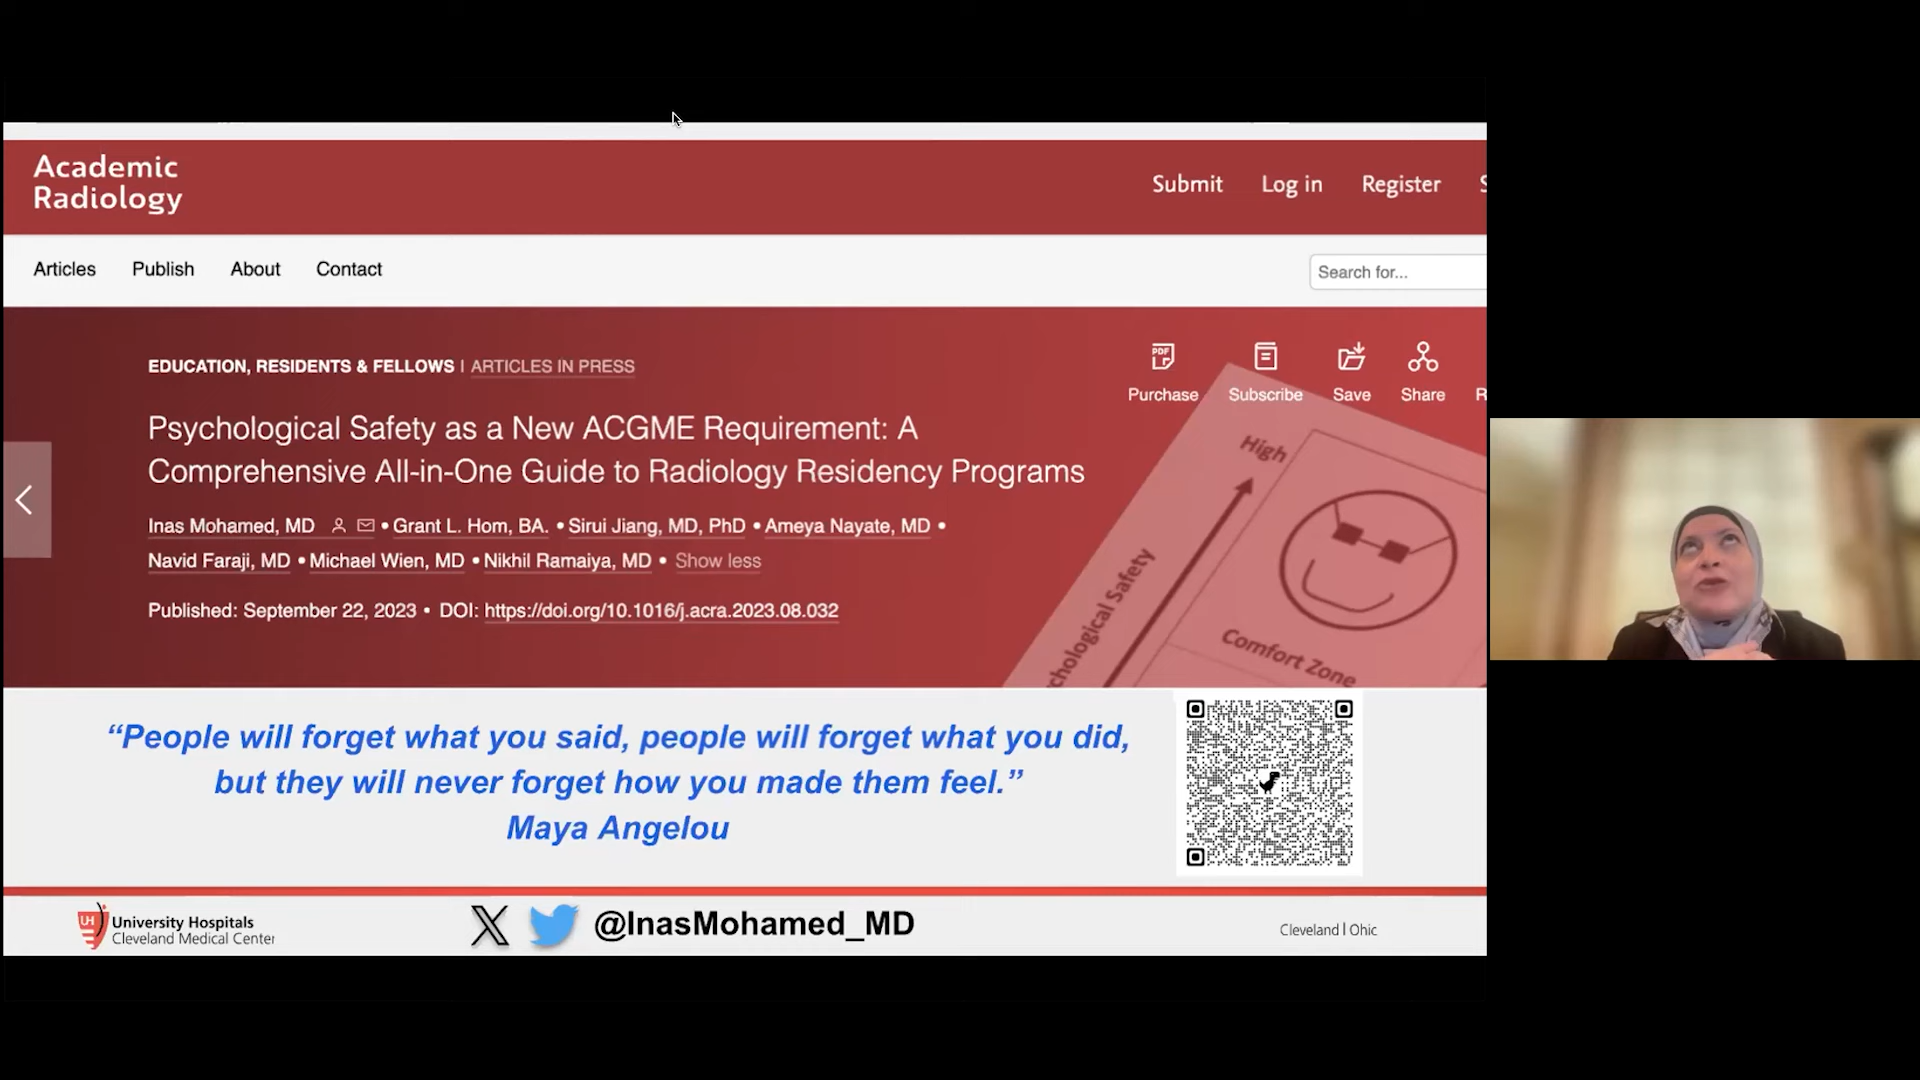 Academic
Radiology
Submit
Log in
Register
S
Articles
Publish
About
Contact
Search for...
EDUCATION, RESIDENTS & FELLOWS | ARTICLES IN PRESS
PDF
Purchase
Subscribe
Save
Share
R
Psychological Safety as a New ACGME Requirement: A
Comprehensive All-in-One Guide to Radiology Residency Programs
Inas Mohamed, MD • Grant L. Hom, BA. • Sirui Jiang, MD, PhD • Ameya Nayate, MD •
Navid Faraji, MD • Michael Wien, MD • Nikhil Ramaiya, MD • Show less
Published: September 22, 2023 • DOI: https://doi.org/10.1016/j.acra.2023.08.032
High
chological Safety
Comfort Zone
“People will forget what you said, people will forget what you did,
but they will never forget how you made them feel.”
Maya Angelou
UH
University Hospitals
Cleveland Medical Center
@InasMohamed_MD
Cleveland | Ohio